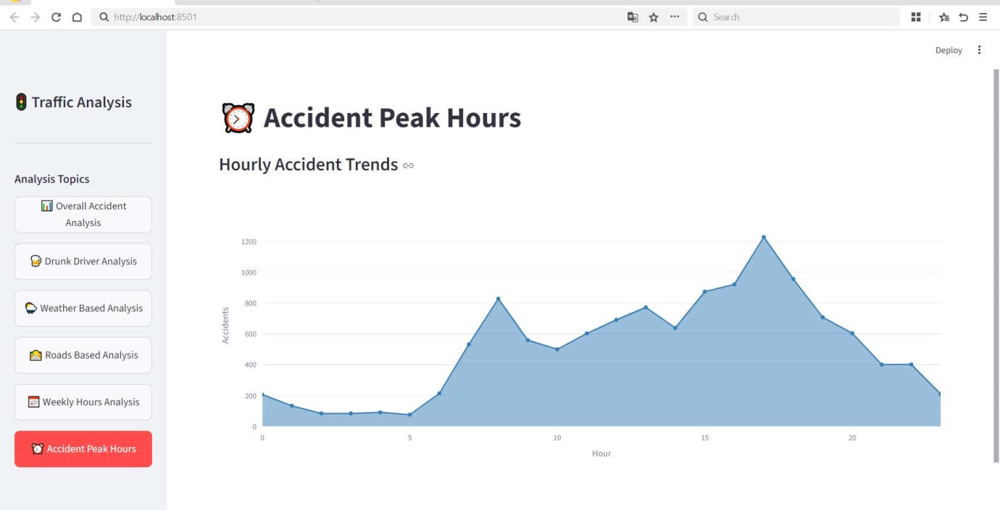 http://localhost:8501
Search
Deploy
Traffic Analysis
Analysis Topics
Overall Accident
Analysis
Drunk Driver Analysis
Weather Based Analysis
Roads Based Analysis
Weekly Hours Analysis
Accident Peak Hours
Accident Peak Hours
Hourly Accident Trends
1200
1000
800
600
400
200
0
Accidents
0 5 10 15 20
Hour